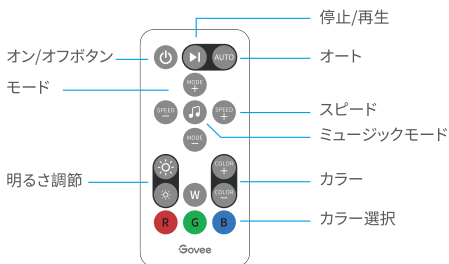 停止/再生
オン/オフボタン
AUTO
オート
モード
MODE
+
SPEED
−
SPEED
+
スピード
MODE
−
ミュージックモード
明るさ調節
COLOR
+
カラー
W
COLOR
−
R
G
B
カラー選択
Govee